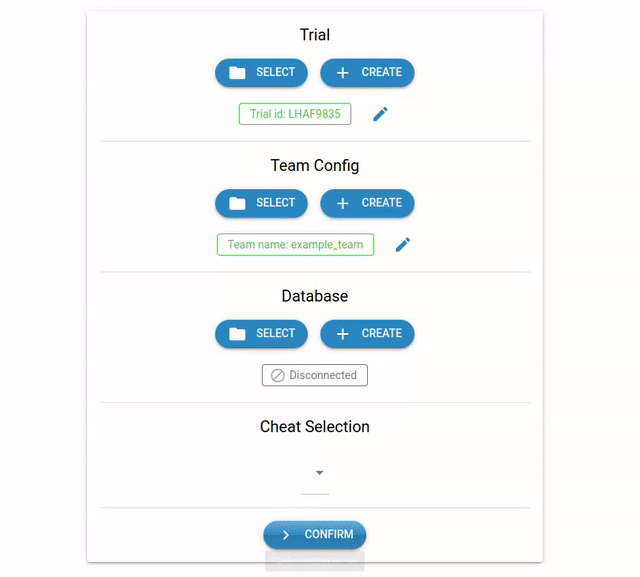 Trial
SELECT CREATE
Trial id: LHAF9835
Team Config
SELECT CREATE
Team name: example_team
Database
SELECT CREATE
Disconnected
Cheat Selection
CONFIRM